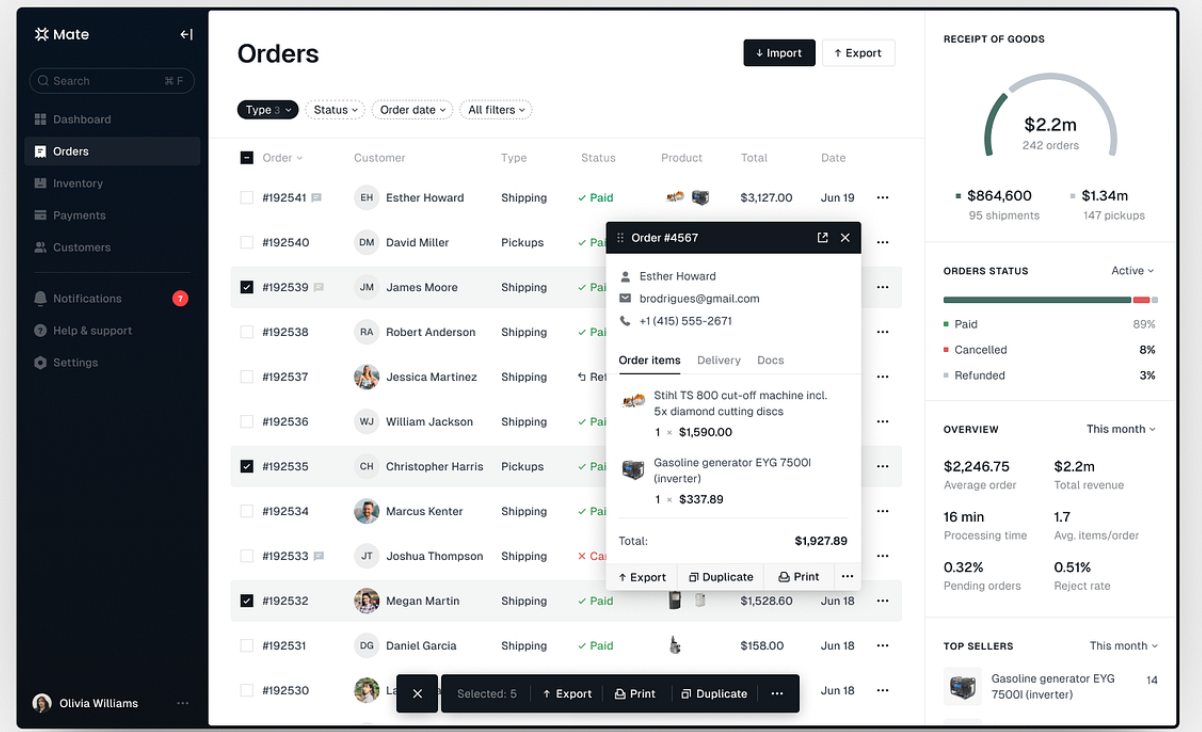 Mate
Search ⌘ F
Dashboard
Orders
Inventory
Payments
Customers
Notifications 7
Help & support
Settings
Olivia Williams
Orders
↓ Import ↑ Export
Type 3 Status Order date All filters
Order Customer Type Status Product Total Date
#192541 EH Esther Howard Shipping ✓ Paid $3,127.00 Jun 19
#192540 DM David Miller Pickups ✓ Pai
#192539 JM James Moore Shipping ✓ Pai
#192538 RA Robert Anderson Shipping ✓ Pai
#192537 Jessica Martinez Shipping Ref
#192536 WJ William Jackson Shipping ✓ Pai
#192535 CH Christopher Harris Pickups ✓ Pai
#192534 Marcus Kenter Shipping ✓ Pai
#192533 JT Joshua Thompson Shipping × Ca
#192532 Megan Martin Shipping ✓ Paid $1,528.60 Jun 18
#192531 DG Daniel Garcia Shipping ✓ Paid $158.00 Jun 18
#192530 La Jun 18
Order #4567
Esther Howard
brodrigues@gmail.com
+1 (415) 555-2671
Order items Delivery Docs
Stihl TS 800 cut-off machine incl.
5x diamond cutting discs
1 × $1,590.00
Gasoline generator EYG 7500I
(inverter)
1 × $337.89
Total: $1,927.89
↑ Export Duplicate Print
Selected: 5 ↑ Export Print Duplicate
RECEIPT OF GOODS
$2.2m
242 orders
$864,600 $1.34m
95 shipments 147 pickups
ORDERS STATUS Active
Paid 89%
Cancelled 8%
Refunded 3%
OVERVIEW This month
$2,246.75 $2.2m
Average order Total revenue
16 min 1.7
Processing time Avg. items/order
0.32% 0.51%
Pending orders Reject rate
TOP SELLERS This month
Gasoline generator EYG 14
7500I (inverter)